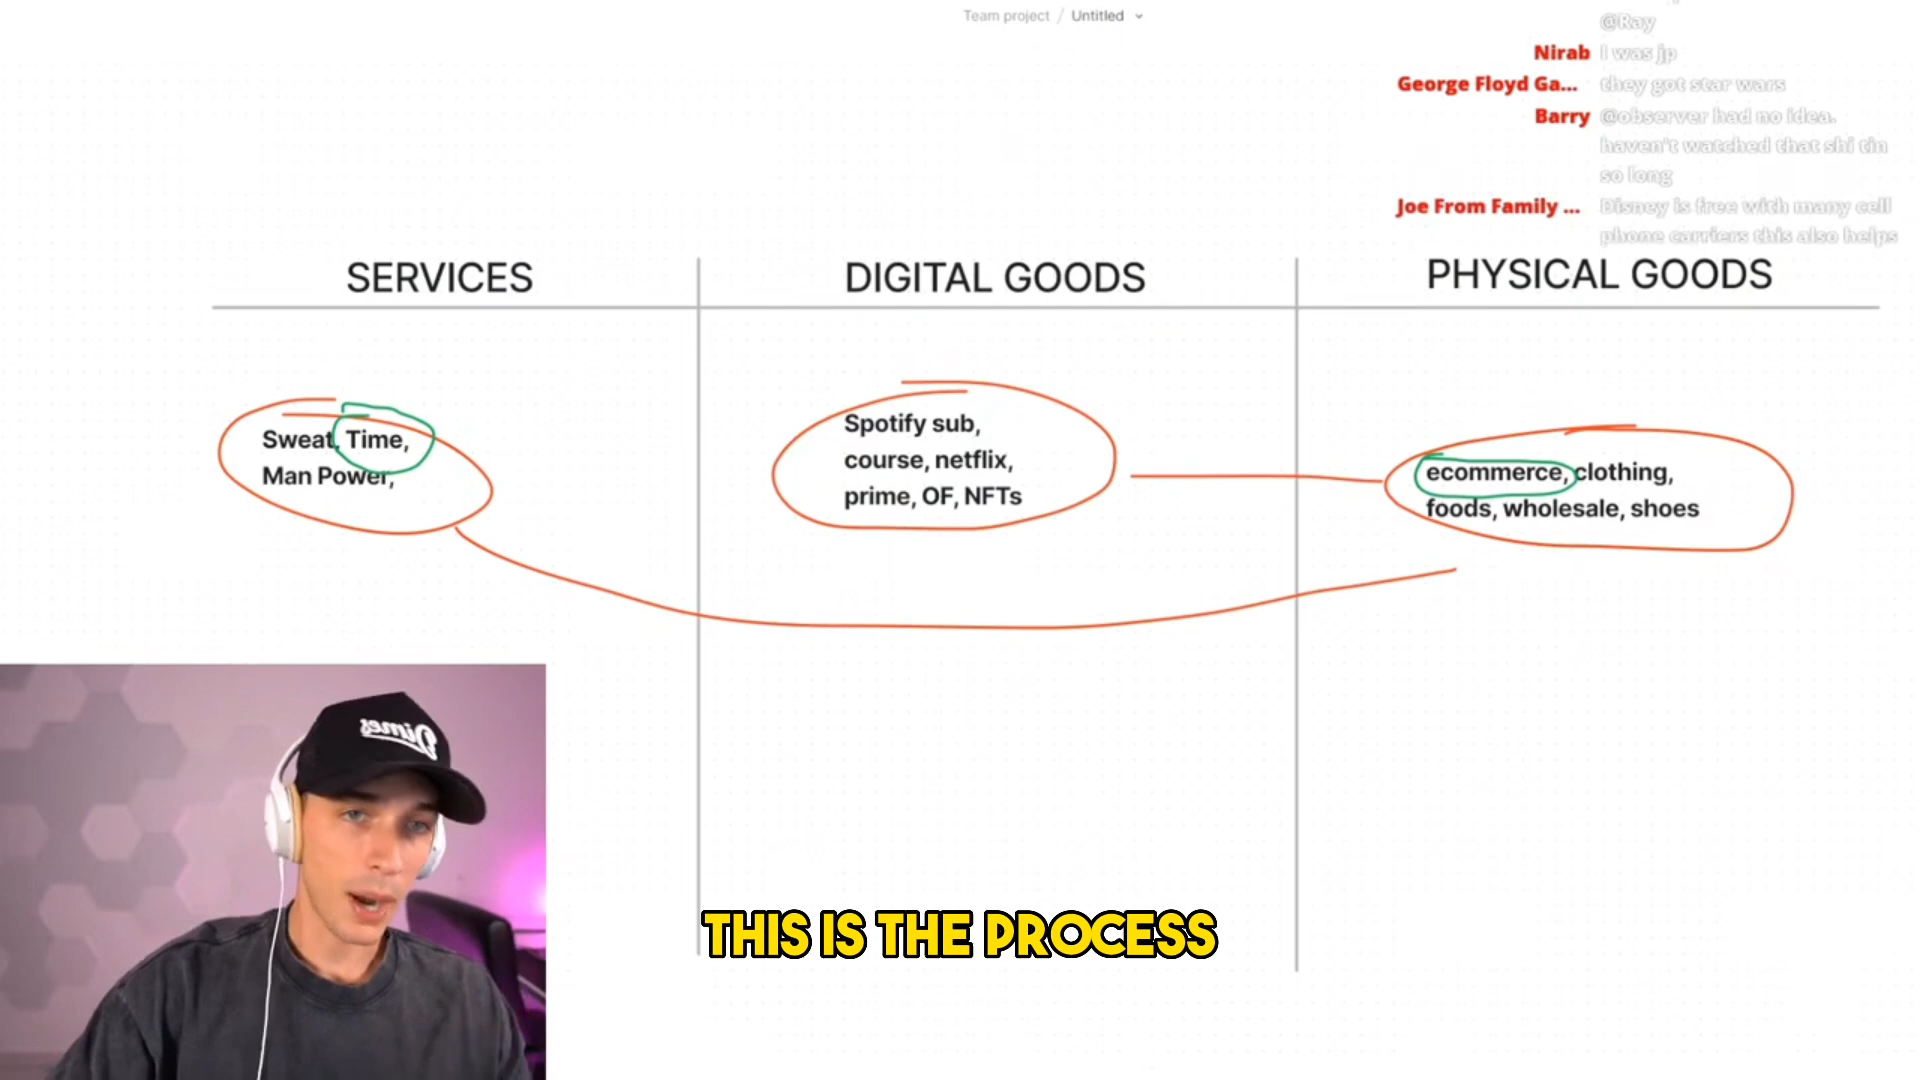 Team project / Untitled
@Ray
Nirab I was jp
George Floyd Ga... they got star wars
Barry @observer had no idea.
haven't watched that shi tin
so long
Joe From Family ... Disney is free with many cell
phone carriers this also helps
SERVICES
DIGITAL GOODS
PHYSICAL GOODS
Sweat, Time,
Man Power,
Spotify sub,
course, netflix,
prime, OF, NFTs
ecommerce, clothing,
foods, wholesale, shoes
Dimes
THIS IS THE PROCESS